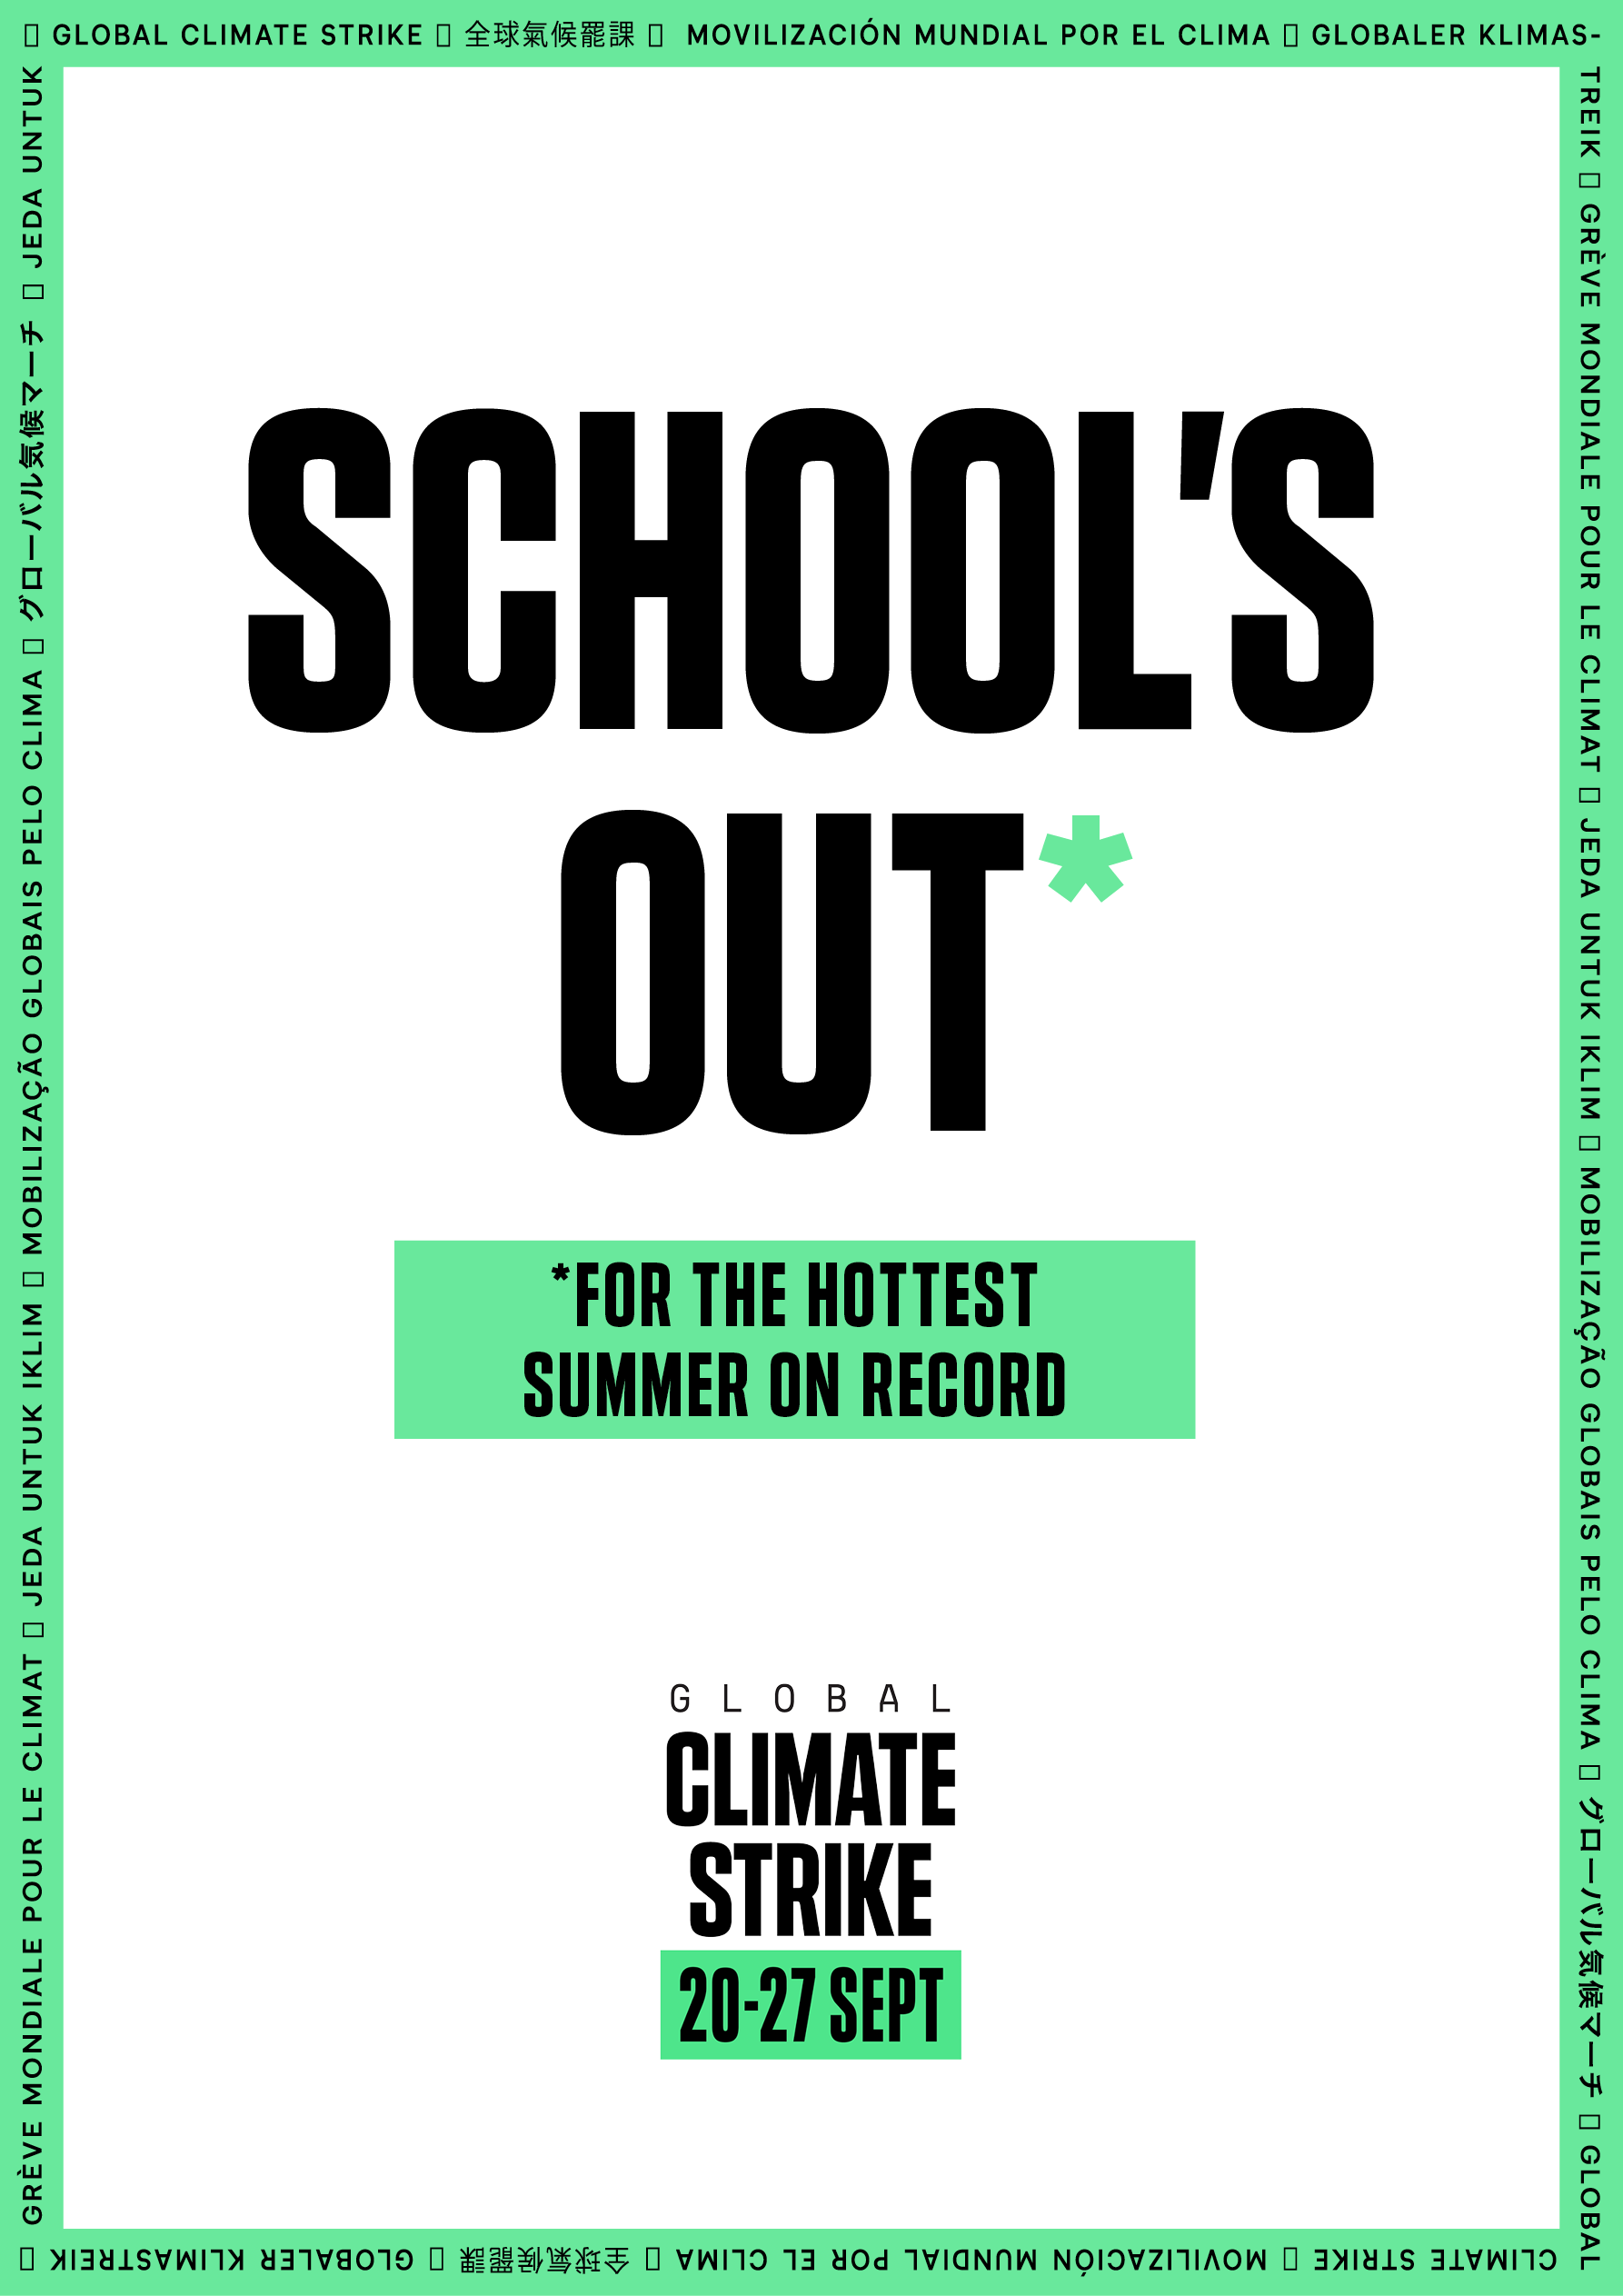 ▯ GLOBAL CLIMATE STRIKE ▯ 全球氣候罷課 ▯ MOVILIZACIÓN MUNDIAL POR EL CLIMA ▯ GLOBALER KLIMAS-
TREIK ▯ GRÈVE MONDIALE POUR LE CLIMAT ▯ JEDA UNTUK IKLIM ▯ MOBILIZAÇÃO GLOBAIS PELO CLIMA ▯ グローバル気候マーチ ▯ GLOBAL
CLIMATE STRIKE ▯ MOVILIZACIÓN MUNDIAL POR EL CLIMA ▯ 全球氣候罷課 ▯ GLOBALER KLIMASTREIK ▯
GRÈVE MONDIALE POUR LE CLIMAT ▯ JEDA UNTUK IKLIM ▯ MOBILIZAÇÃO GLOBAIS PELO CLIMA ▯ グローバル気候マーチ ▯ JEDA UNTUK
SCHOOL'S
OUT*
*FOR THE HOTTEST
SUMMER ON RECORD
GLOBAL
CLIMATE
STRIKE
20-27 SEPT